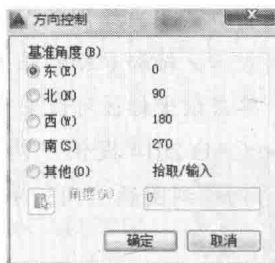 方向控制
基准角度(B)
东(E) 0
北(N) 90
西(W) 180
南(S) 270
其他(O) 拾取/输入
角度(A) 0
确定 取消